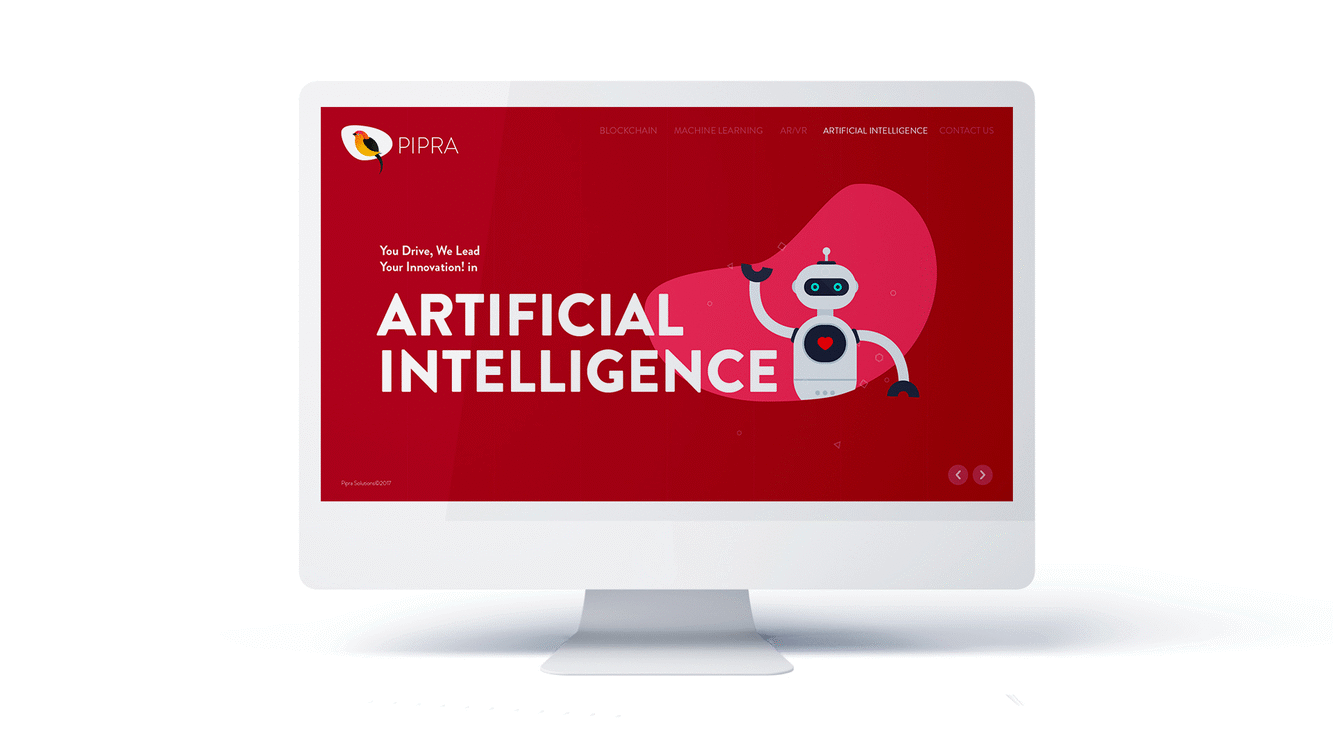 PIPRA
BLOCKCHAIN MACHINE LEARNING AR/VR ARTIFICIAL INTELLIGENCE CONTACT US
You Drive, We Lead
Your Innovation! in
ARTIFICIAL
INTELLIGENCE
Pipra Solutions©2017